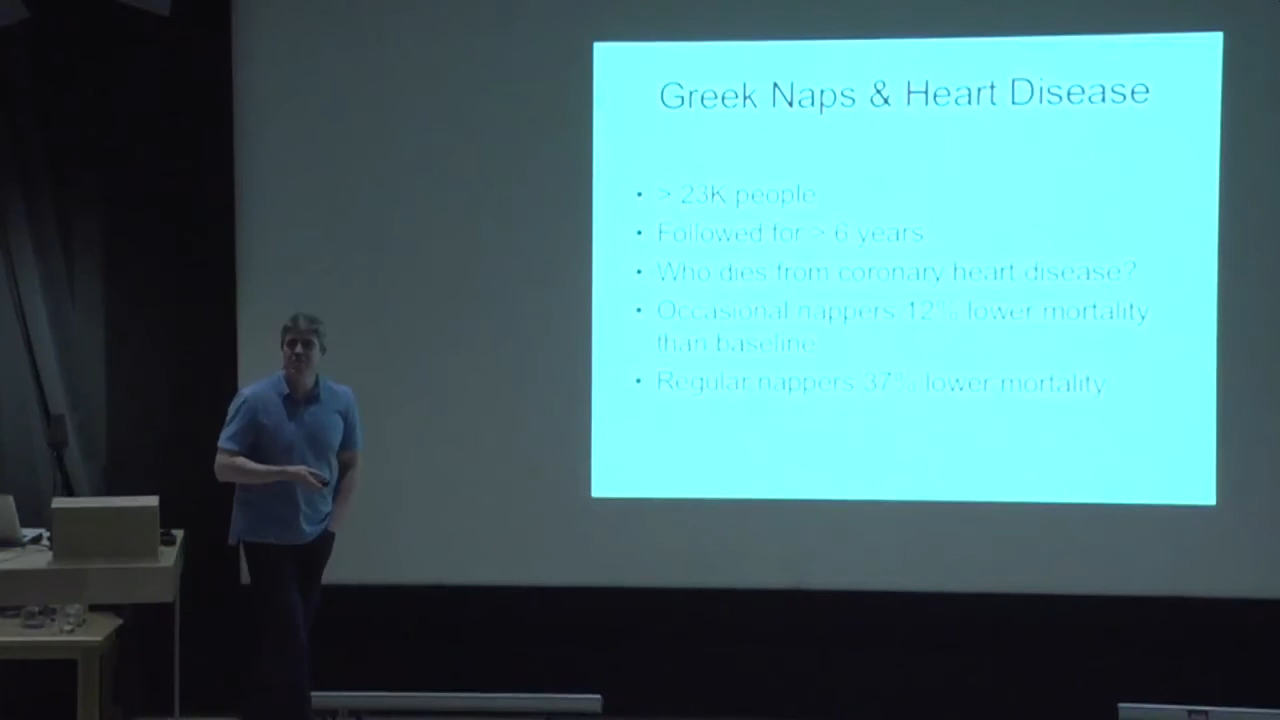 Greek Naps & Heart Disease
• > 23K people
• Followed for > 6 years
• Who dies from coronary heart disease?
• Occasional nappers 12% lower mortality
than baseline
• Regular nappers 37% lower mortality